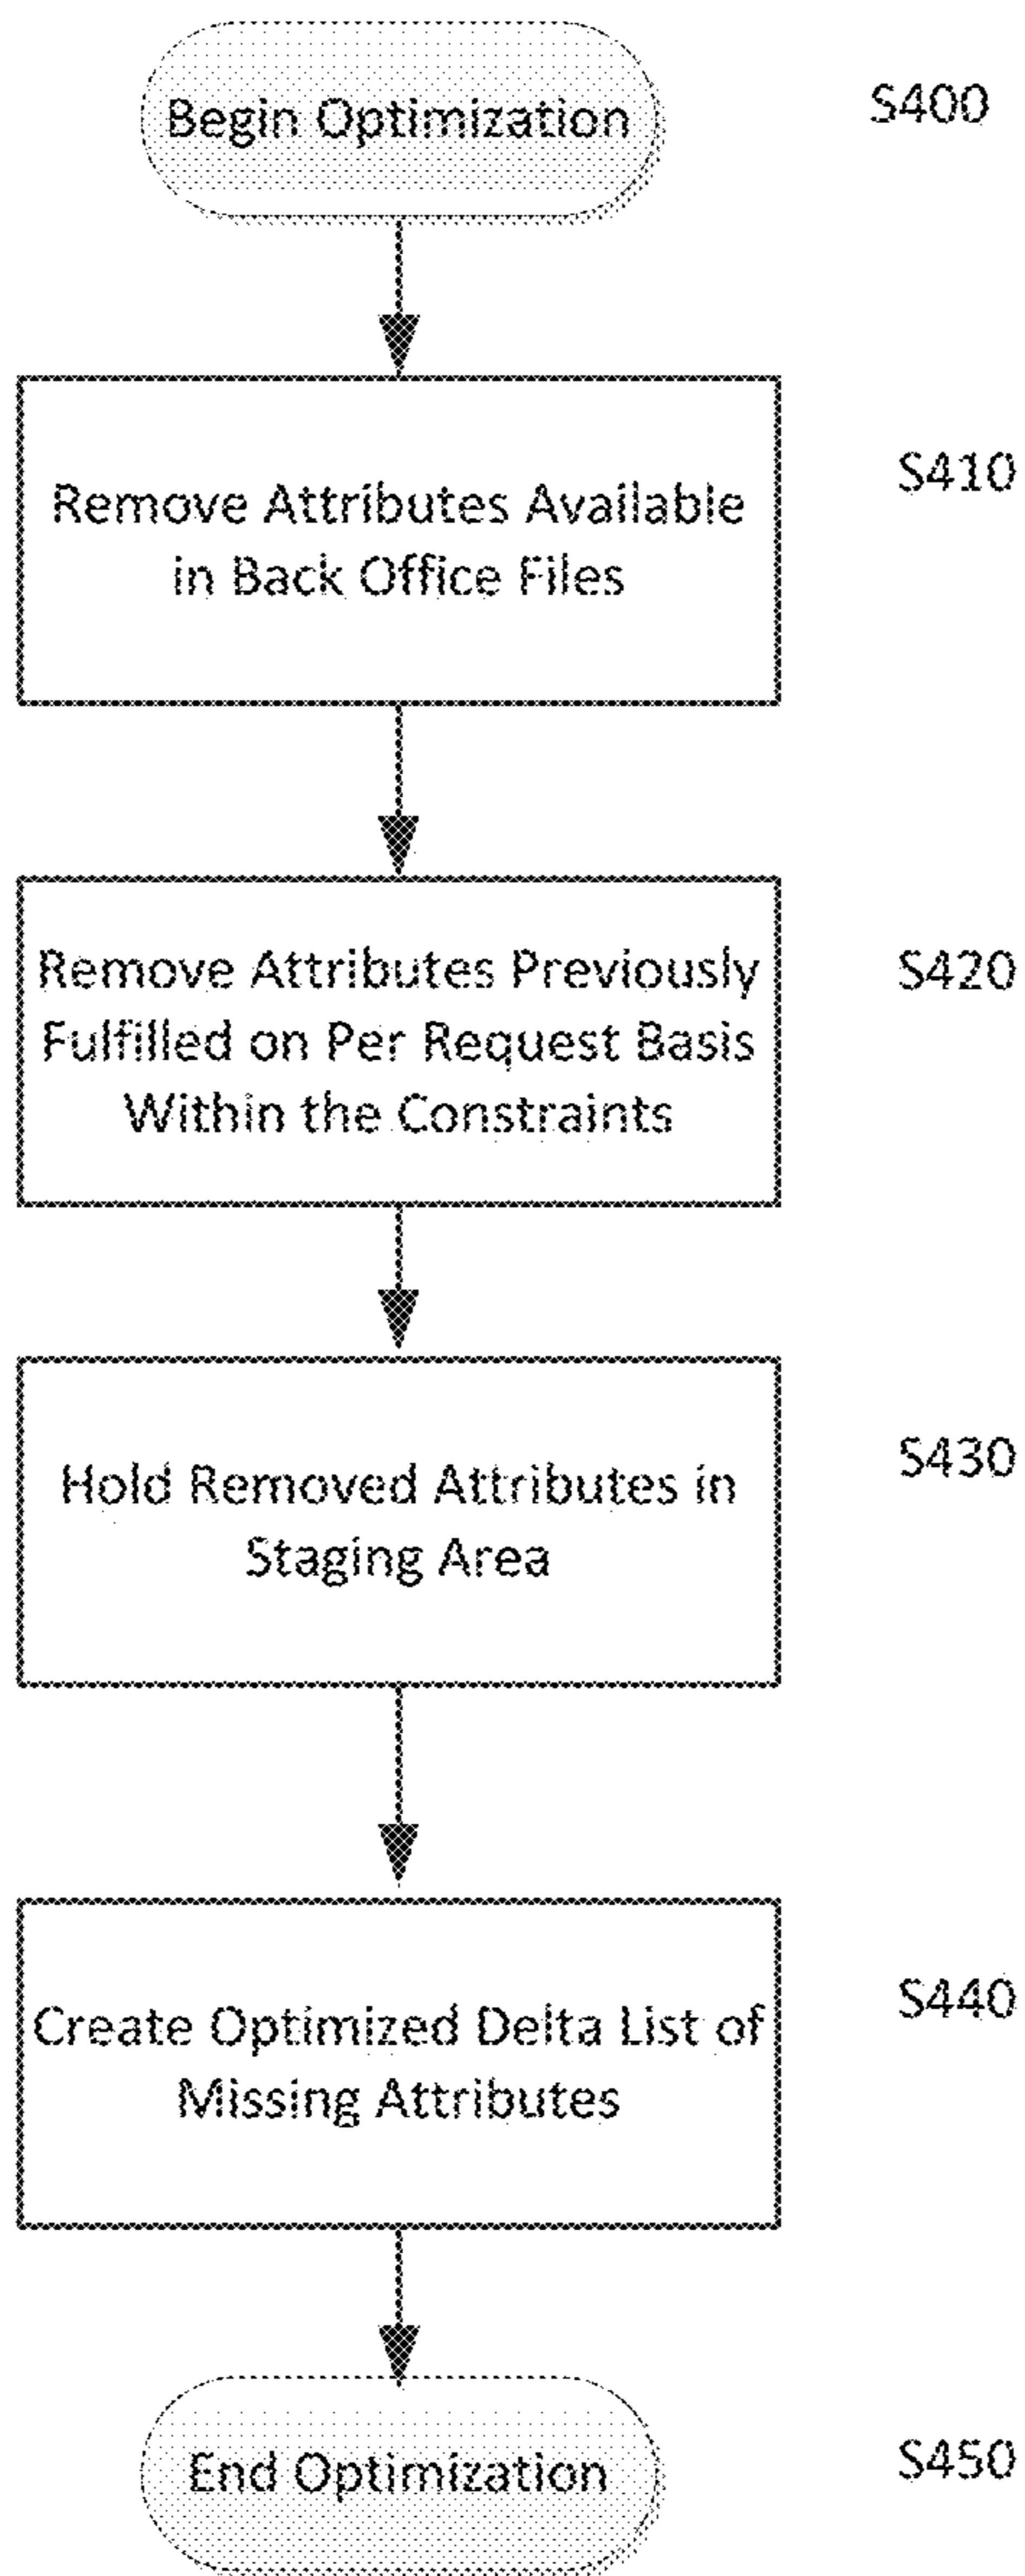 Begin Optimization
S400
Remove Attributes Available
in Back Office Files
S410
Remove Attributes Previously
Fulfilled on Per Request Basis
Within the Constraints
S420
Hold Removed Attributes in
Staging Area
S430
Create Optimized Delta List of
Missing Attributes
S440
End Optimization
S450